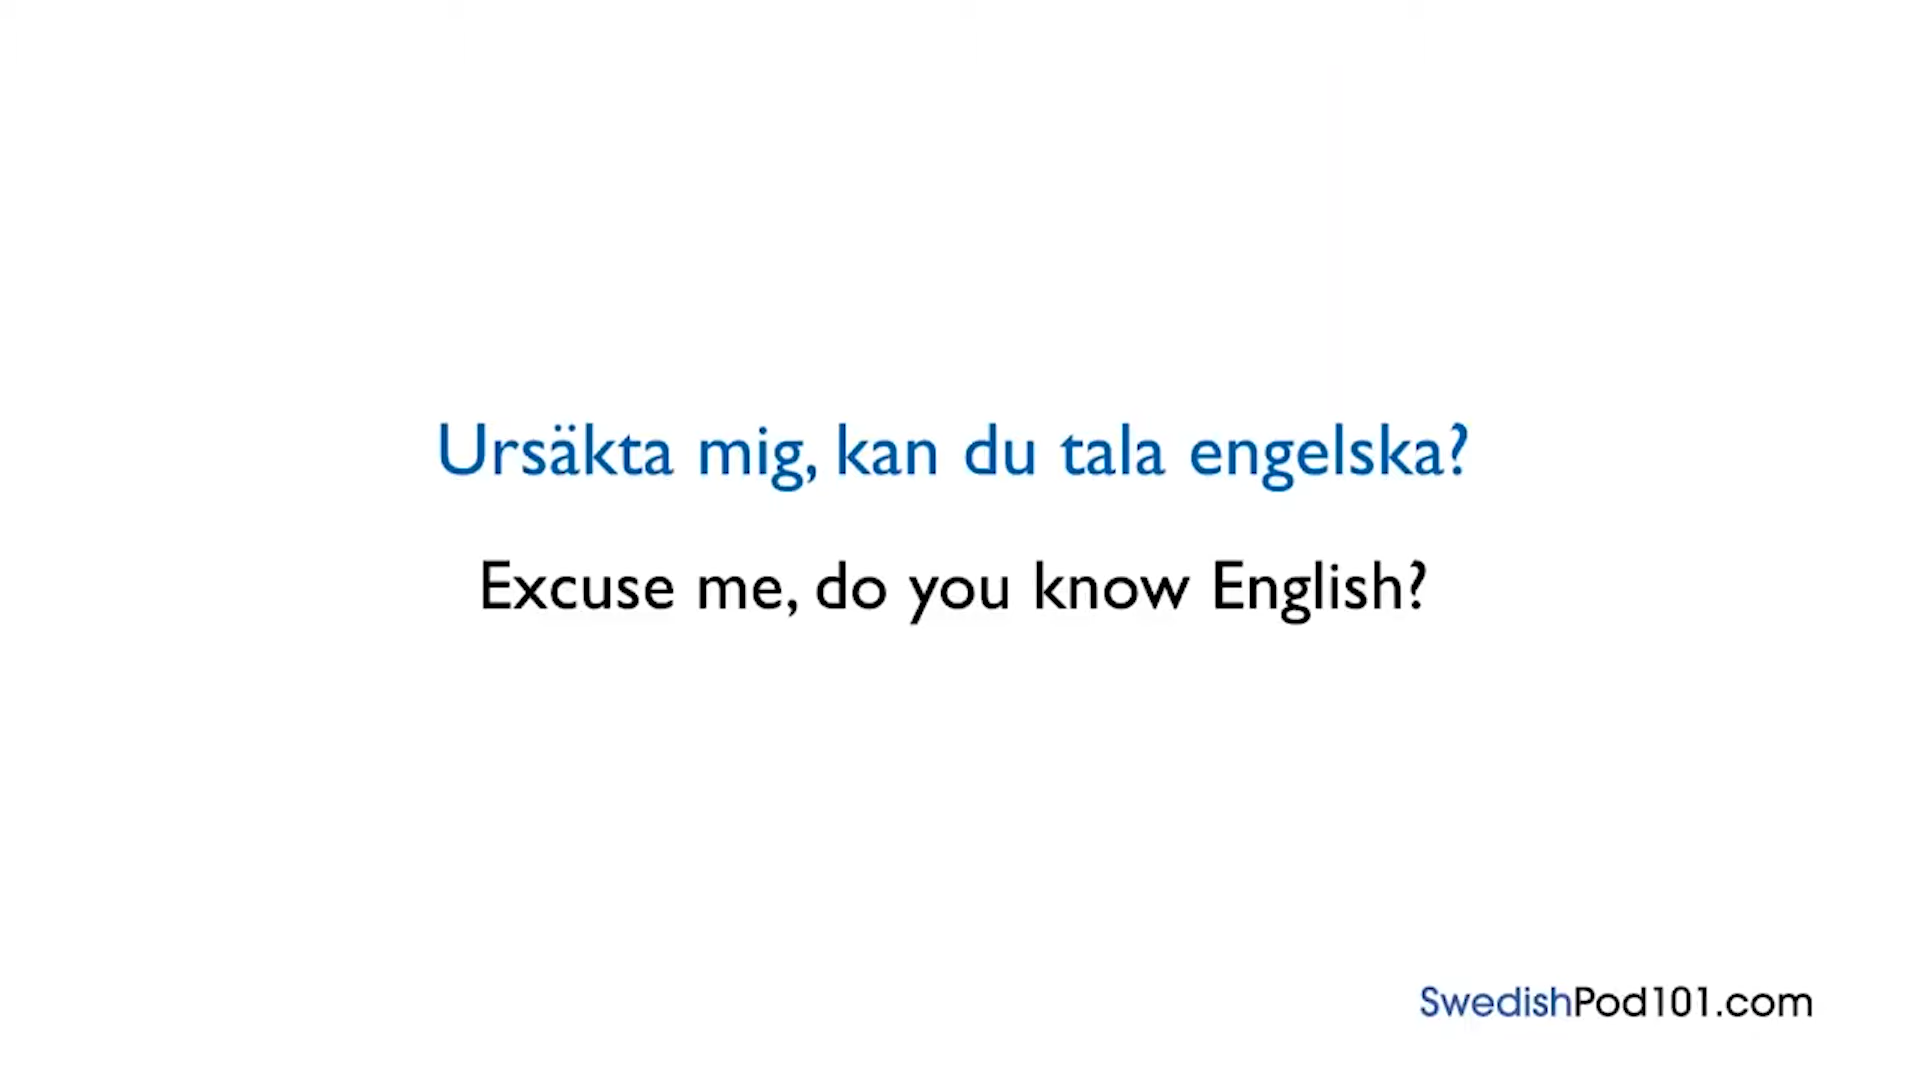 Ursäkta mig, kan du tala engelska?
Excuse me, do you know English?
SwedishPod101.com